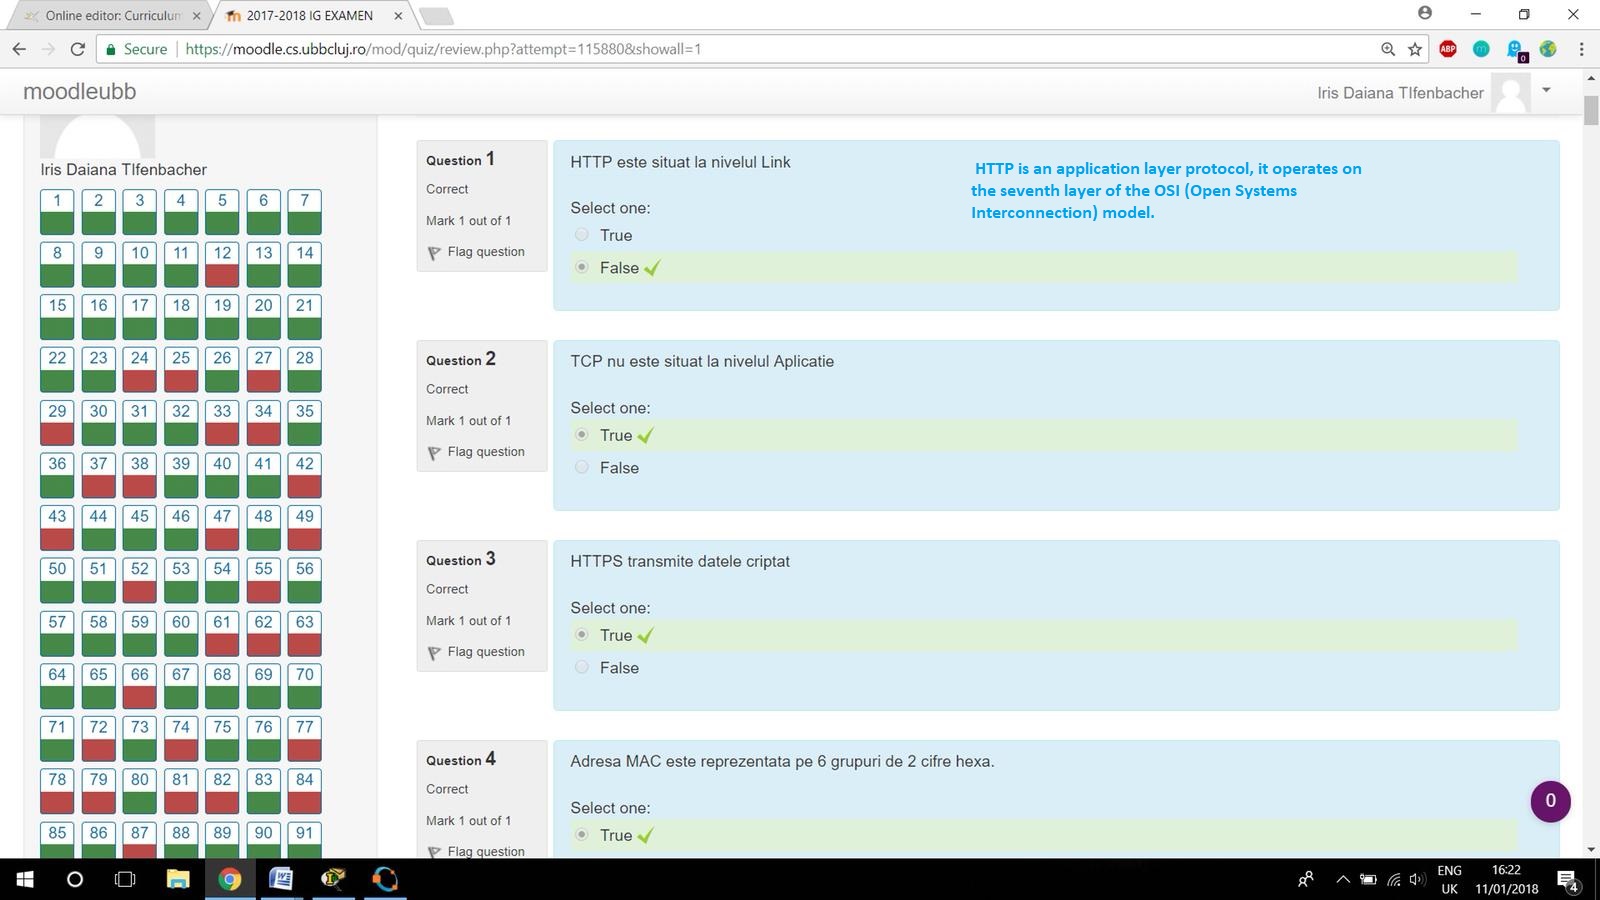 Online editor: Curriculum
2017-2018 IG EXAMEN
Secure
https://moodle.cs.ubbcluj.ro/mod/quiz/review.php?attempt=115880&showall=1
ABP
m
0
moodleubb
Iris Daiana TIfenbacher
Iris Daiana TIfenbacher
1 2 3 4 5 6 7
8 9 10 11 12 13 14
15 16 17 18 19 20 21
22 23 24 25 26 27 28
29 30 31 32 33 34 35
36 37 38 39 40 41 42
43 44 45 46 47 48 49
50 51 52 53 54 55 56
57 58 59 60 61 62 63
64 65 66 67 68 69 70
71 72 73 74 75 76 77
78 79 80 81 82 83 84
85 86 87 88 89 90 91
Question 1
Correct
Mark 1 out of 1
Flag question
HTTP este situat la nivelul Link
Select one:
True
False
HTTP is an application layer protocol, it operates on
the seventh layer of the OSI (Open Systems
Interconnection) model.
Question 2
Correct
Mark 1 out of 1
Flag question
TCP nu este situat la nivelul Aplicatie
Select one:
True
False
Question 3
Correct
Mark 1 out of 1
Flag question
HTTPS transmite datele criptat
Select one:
True
False
Question 4
Correct
Mark 1 out of 1
Flag question
Adresa MAC este reprezentata pe 6 grupuri de 2 cifre hexa.
Select one:
True
0
ENG
UK
16:22
11/01/2018
4